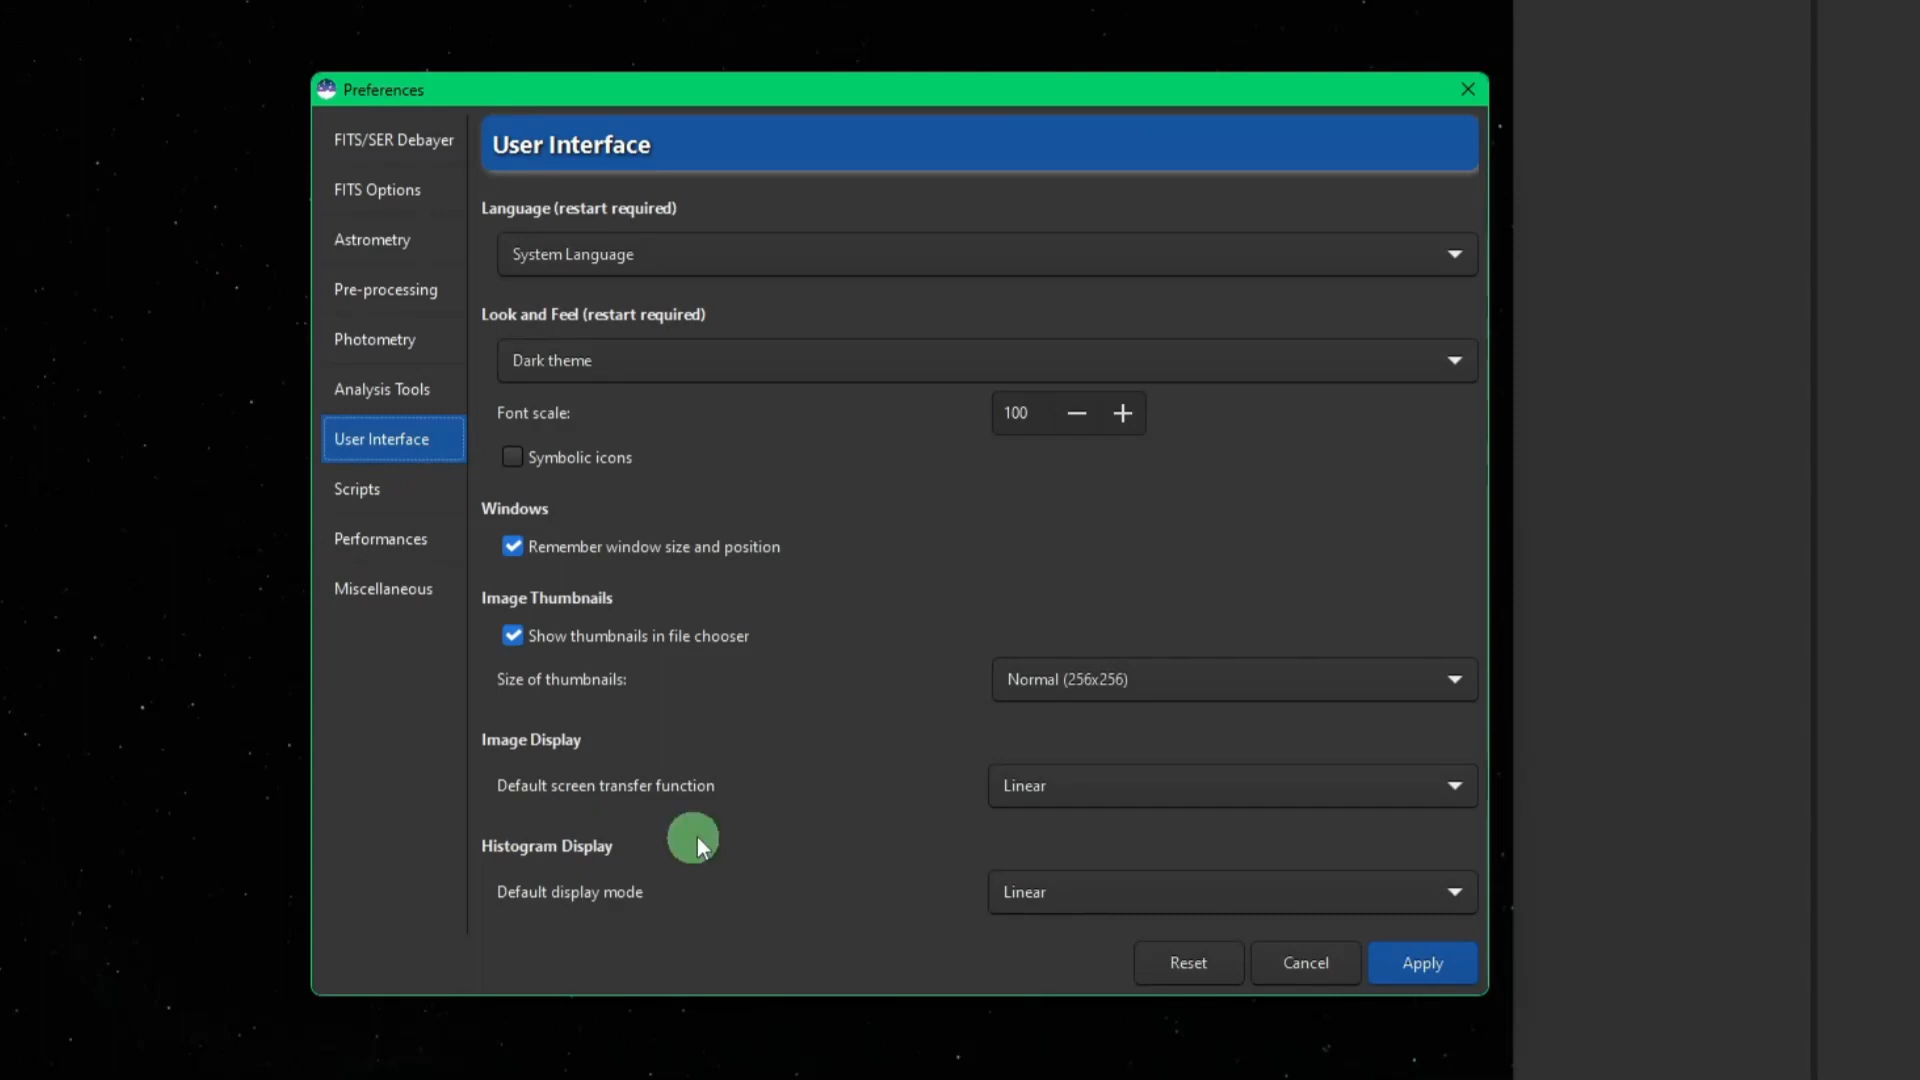 Preferences
FITS/SER Debayer
FITS Options
Astrometry
Pre-processing
Photometry
Analysis Tools
User Interface
Scripts
Performances
Miscellaneous
User Interface
Language (restart required)
System Language
Look and Feel (restart required)
Dark theme
Font scale:
100
Symbolic icons
Windows
Remember window size and position
Image Thumbnails
Show thumbnails in file chooser
Size of thumbnails:
Normal (256x256)
Image Display
Default screen transfer function
Linear
Histogram Display
Default display mode
Linear
Reset
Cancel
Apply